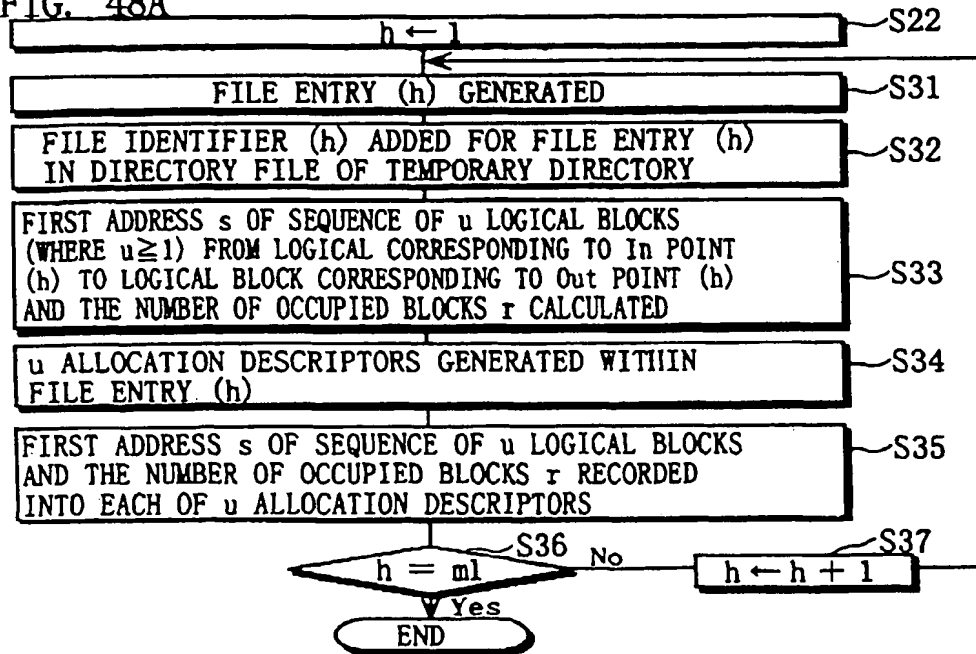 FIG. 48A
h ← 1
S22
FILE ENTRY (h) GENERATED
S31
FILE IDENTIFIER (h) ADDED FOR FILE ENTRY (h)
IN DIRECTORY FILE OF TEMPORARY DIRECTORY
S32
FIRST ADDRESS s OF SEQUENCE OF u LOGICAL BLOCKS
(WHERE u≧1) FROM LOGICAL CORRESPONDING TO In POINT
(h) TO LOGICAL BLOCK CORRESPONDING TO Out POINT (h)
AND THE NUMBER OF OCCUPIED BLOCKS r CALCULATED
S33
u ALLOCATION DESCRIPTORS GENERATED WITHIN
FILE ENTRY (h)
S34
FIRST ADDRESS s OF SEQUENCE OF u LOGICAL BLOCKS
AND THE NUMBER OF OCCUPIED BLOCKS r RECORDED
INTO EACH OF u ALLOCATION DESCRIPTORS
S35
S36
h = ml
No
S37
h ← h + 1
Yes
END